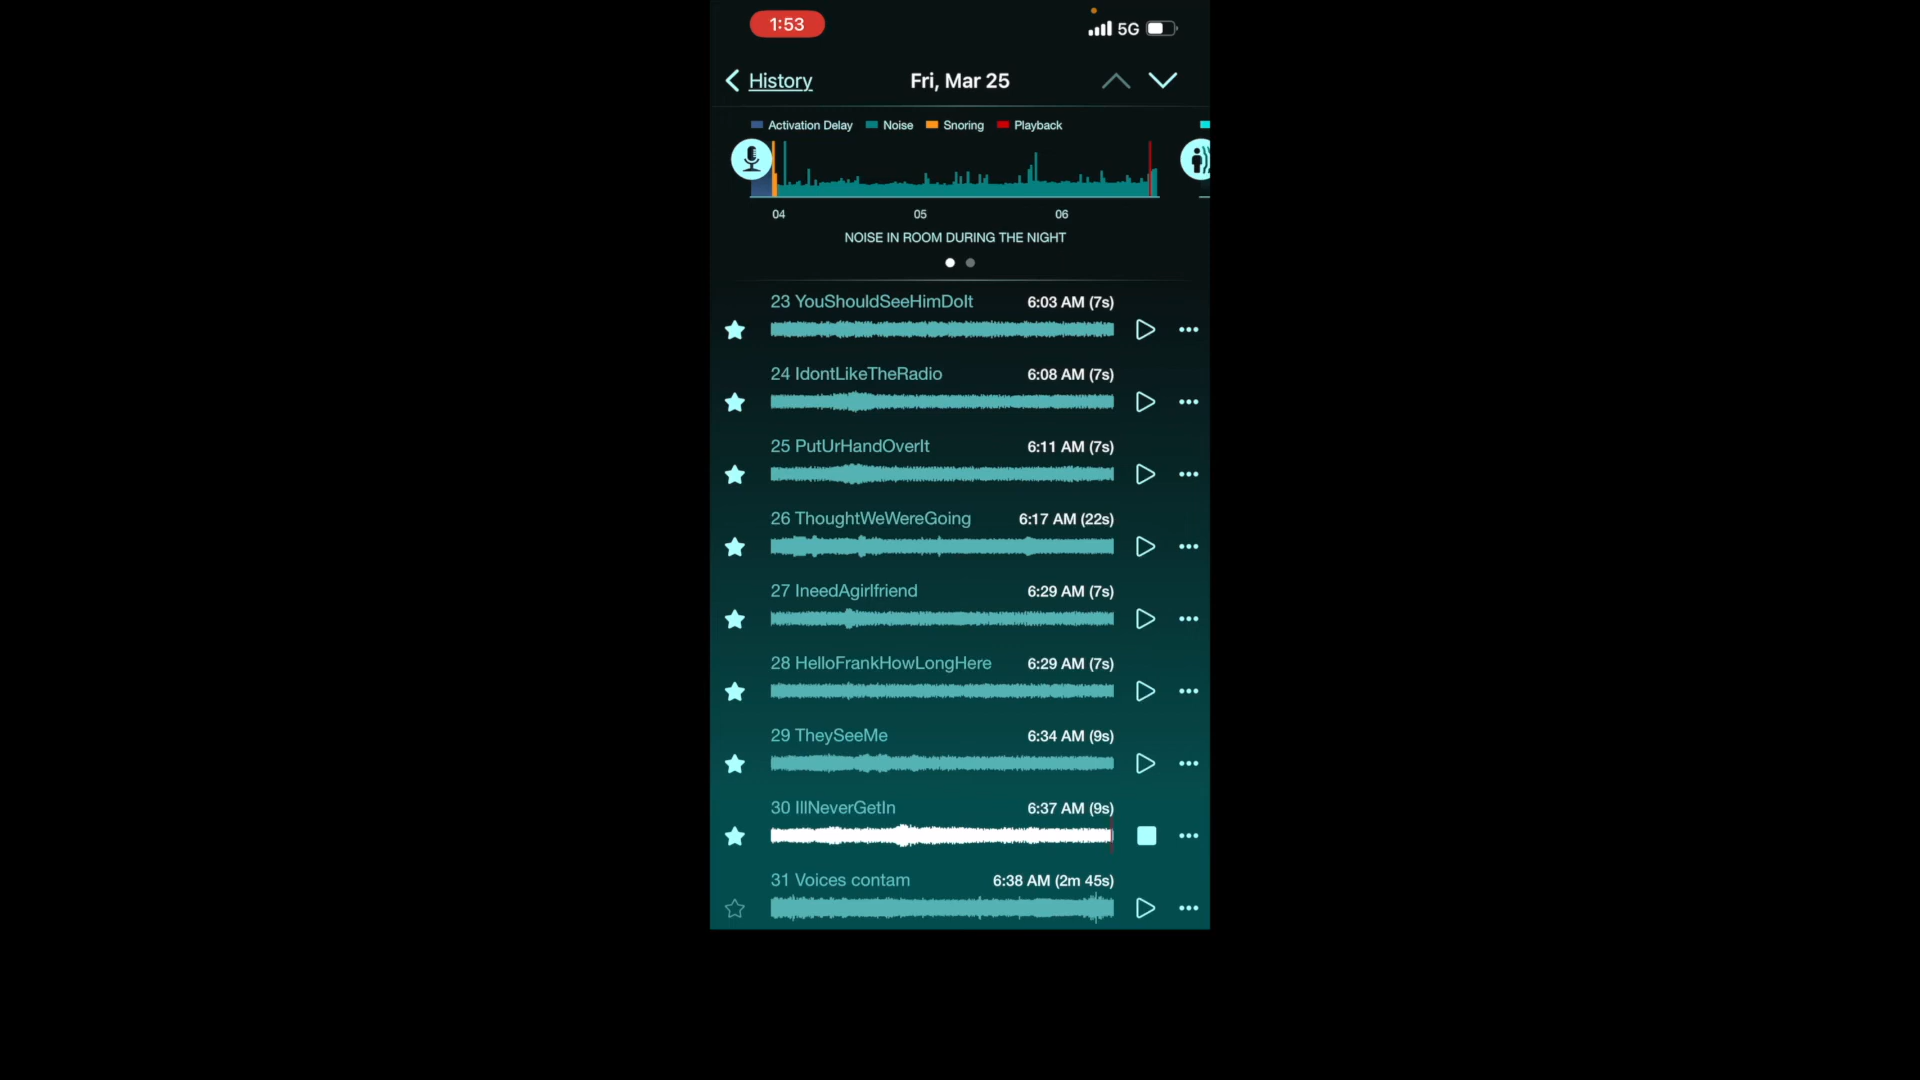 1:53
5G
History
Fri, Mar 25
Activation Delay Noise Snoring Playback
04 05 06
NOISE IN ROOM DURING THE NIGHT
23 YouShouldSeeHimDoIt 6:03 AM (7s)
24 IdontLikeTheRadio 6:08 AM (7s)
25 PutUrHandOverIt 6:11 AM (7s)
26 ThoughtWeWereGoing 6:17 AM (22s)
27 IneedAgirlfriend 6:29 AM (7s)
28 HelloFrankHowLongHere 6:29 AM (7s)
29 TheySeeMe 6:34 AM (9s)
30 IllNeverGetIn 6:37 AM (9s)
31 Voices contam 6:38 AM (2m 45s)